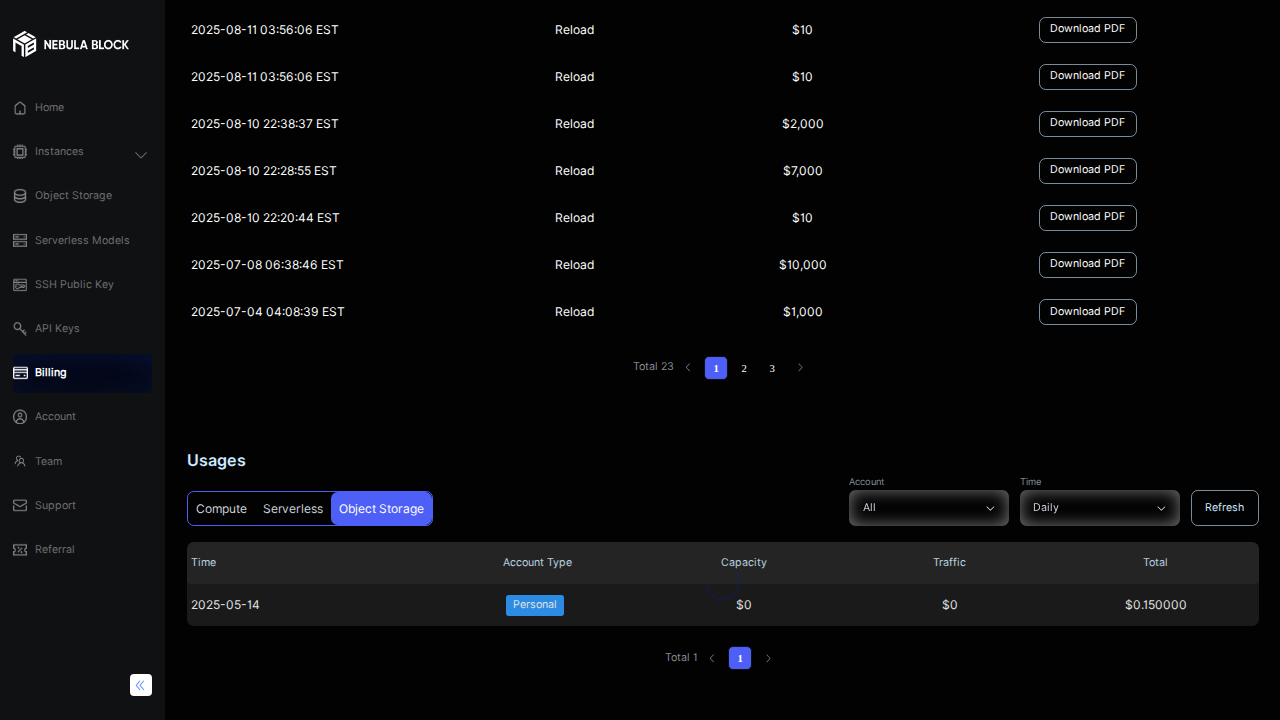 NEBULA BLOCK
Home
Instances
Object Storage
Serverless Models
SSH Public Key
API Keys
Billing
Account
Team
Support
Referral
2025-08-11 03:56:06 EST Reload $10 Download PDF
2025-08-11 03:56:06 EST Reload $10 Download PDF
2025-08-10 22:38:37 EST Reload $2,000 Download PDF
2025-08-10 22:28:55 EST Reload $7,000 Download PDF
2025-08-10 22:20:44 EST Reload $10 Download PDF
2025-07-08 06:38:46 EST Reload $10,000 Download PDF
2025-07-04 04:08:39 EST Reload $1,000 Download PDF
Total 23 1 2 3
Usages
Account Time
Compute Serverless Object Storage All Daily Refresh
Time Account Type Capacity Traffic Total
2025-05-14 Personal $0 $0 $0.150000
Total 1 1